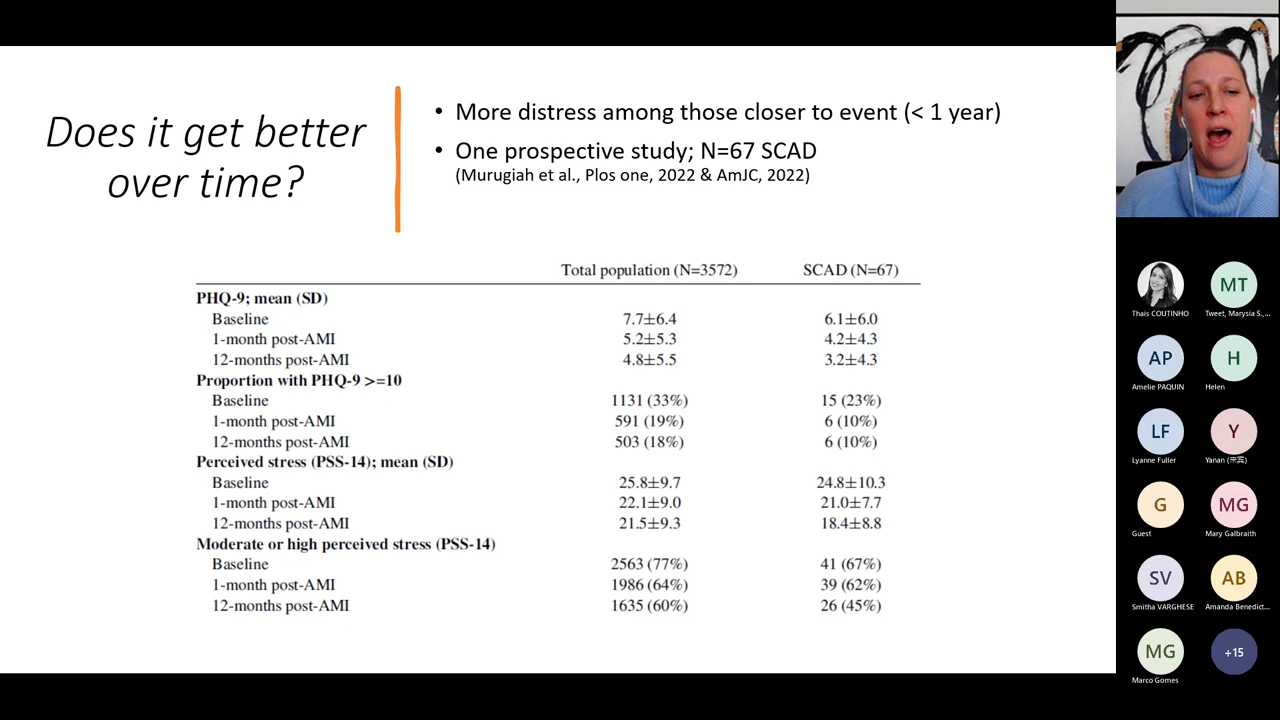 Does it get better
over time?
• More distress among those closer to event (< 1 year)
• One prospective study; N=67 SCAD
(Murugiah et al., Plos one, 2022 & AmJC, 2022)
Total population (N=3572) SCAD (N=67)
PHQ-9; mean (SD)
Baseline 7.7±6.4 6.1±6.0
1-month post-AMI 5.2±5.3 4.2±4.3
12-months post-AMI 4.8±5.5 3.2±4.3
Proportion with PHQ-9 >=10
Baseline 1131 (33%) 15 (23%)
1-month post-AMI 591 (19%) 6 (10%)
12-months post-AMI 503 (18%) 6 (10%)
Perceived stress (PSS-14); mean (SD)
Baseline 25.8±9.7 24.8±10.3
1-month post-AMI 22.1±9.0 21.0±7.7
12-months post-AMI 21.5±9.3 18.4±8.8
Moderate or high perceived stress (PSS-14)
Baseline 2563 (77%) 41 (67%)
1-month post-AMI 1986 (64%) 39 (62%)
12-months post-AMI 1635 (60%) 26 (45%)
MT
Thais COUTINHO Tweet, Marysia S.,...
AP H
Amelie PAQUIN Helen
LF Y
Lyanne Fuller Yanan
G MG
Guest Mary Galbraith
SV AB
Smitha VARGHESE Amanda Benedict...
MG +15
Marco Gomes